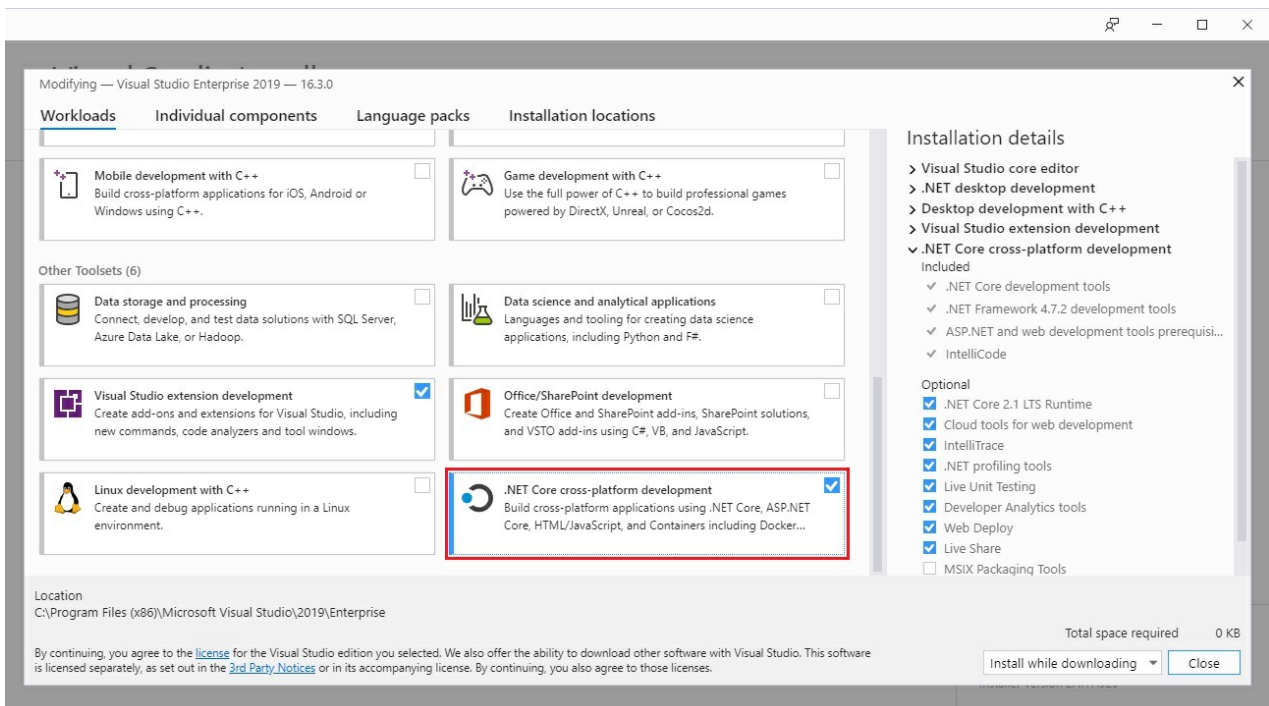 Modifying — Visual Studio Enterprise 2019 — 16.3.0
Workloads Individual components Language packs Installation locations
Mobile development with C++
Build cross-platform applications for iOS, Android or
Windows using C++.
Game development with C++
Use the full power of C++ to build professional games
powered by DirectX, Unreal, or Cocos2d.
Other Toolsets (6)
Data storage and processing
Connect, develop, and test data solutions with SQL Server,
Azure Data Lake, or Hadoop.
Data science and analytical applications
Languages and tooling for creating data science
applications, including Python and F#.
Visual Studio extension development
Create add-ons and extensions for Visual Studio, including
new commands, code analyzers and tool windows.
Office/SharePoint development
Create Office and SharePoint add-ins, SharePoint solutions,
and VSTO add-ins using C#, VB, and JavaScript.
Linux development with C++
Create and debug applications running in a Linux
environment.
.NET Core cross-platform development
Build cross-platform applications using .NET Core, ASP.NET
Core, HTML/JavaScript, and Containers including Docker...
Installation details
Visual Studio core editor
.NET desktop development
Desktop development with C++
Visual Studio extension development
.NET Core cross-platform development
Included
.NET Core development tools
.NET Framework 4.7.2 development tools
ASP.NET and web development tools prerequisi...
IntelliCode
Optional
.NET Core 2.1 LTS Runtime
Cloud tools for web development
IntelliTrace
.NET profiling tools
Live Unit Testing
Developer Analytics tools
Web Deploy
Live Share
MSIX Packaging Tools
Location
C:\Program Files (x86)\Microsoft Visual Studio\2019\Enterprise
Total space required 0 KB
By continuing, you agree to the license for the Visual Studio edition you selected. We also offer the ability to download other software with Visual Studio. This software
is licensed separately, as set out in the 3rd Party Notices or in its accompanying license. By continuing, you also agree to those licenses.
Install while downloading Close